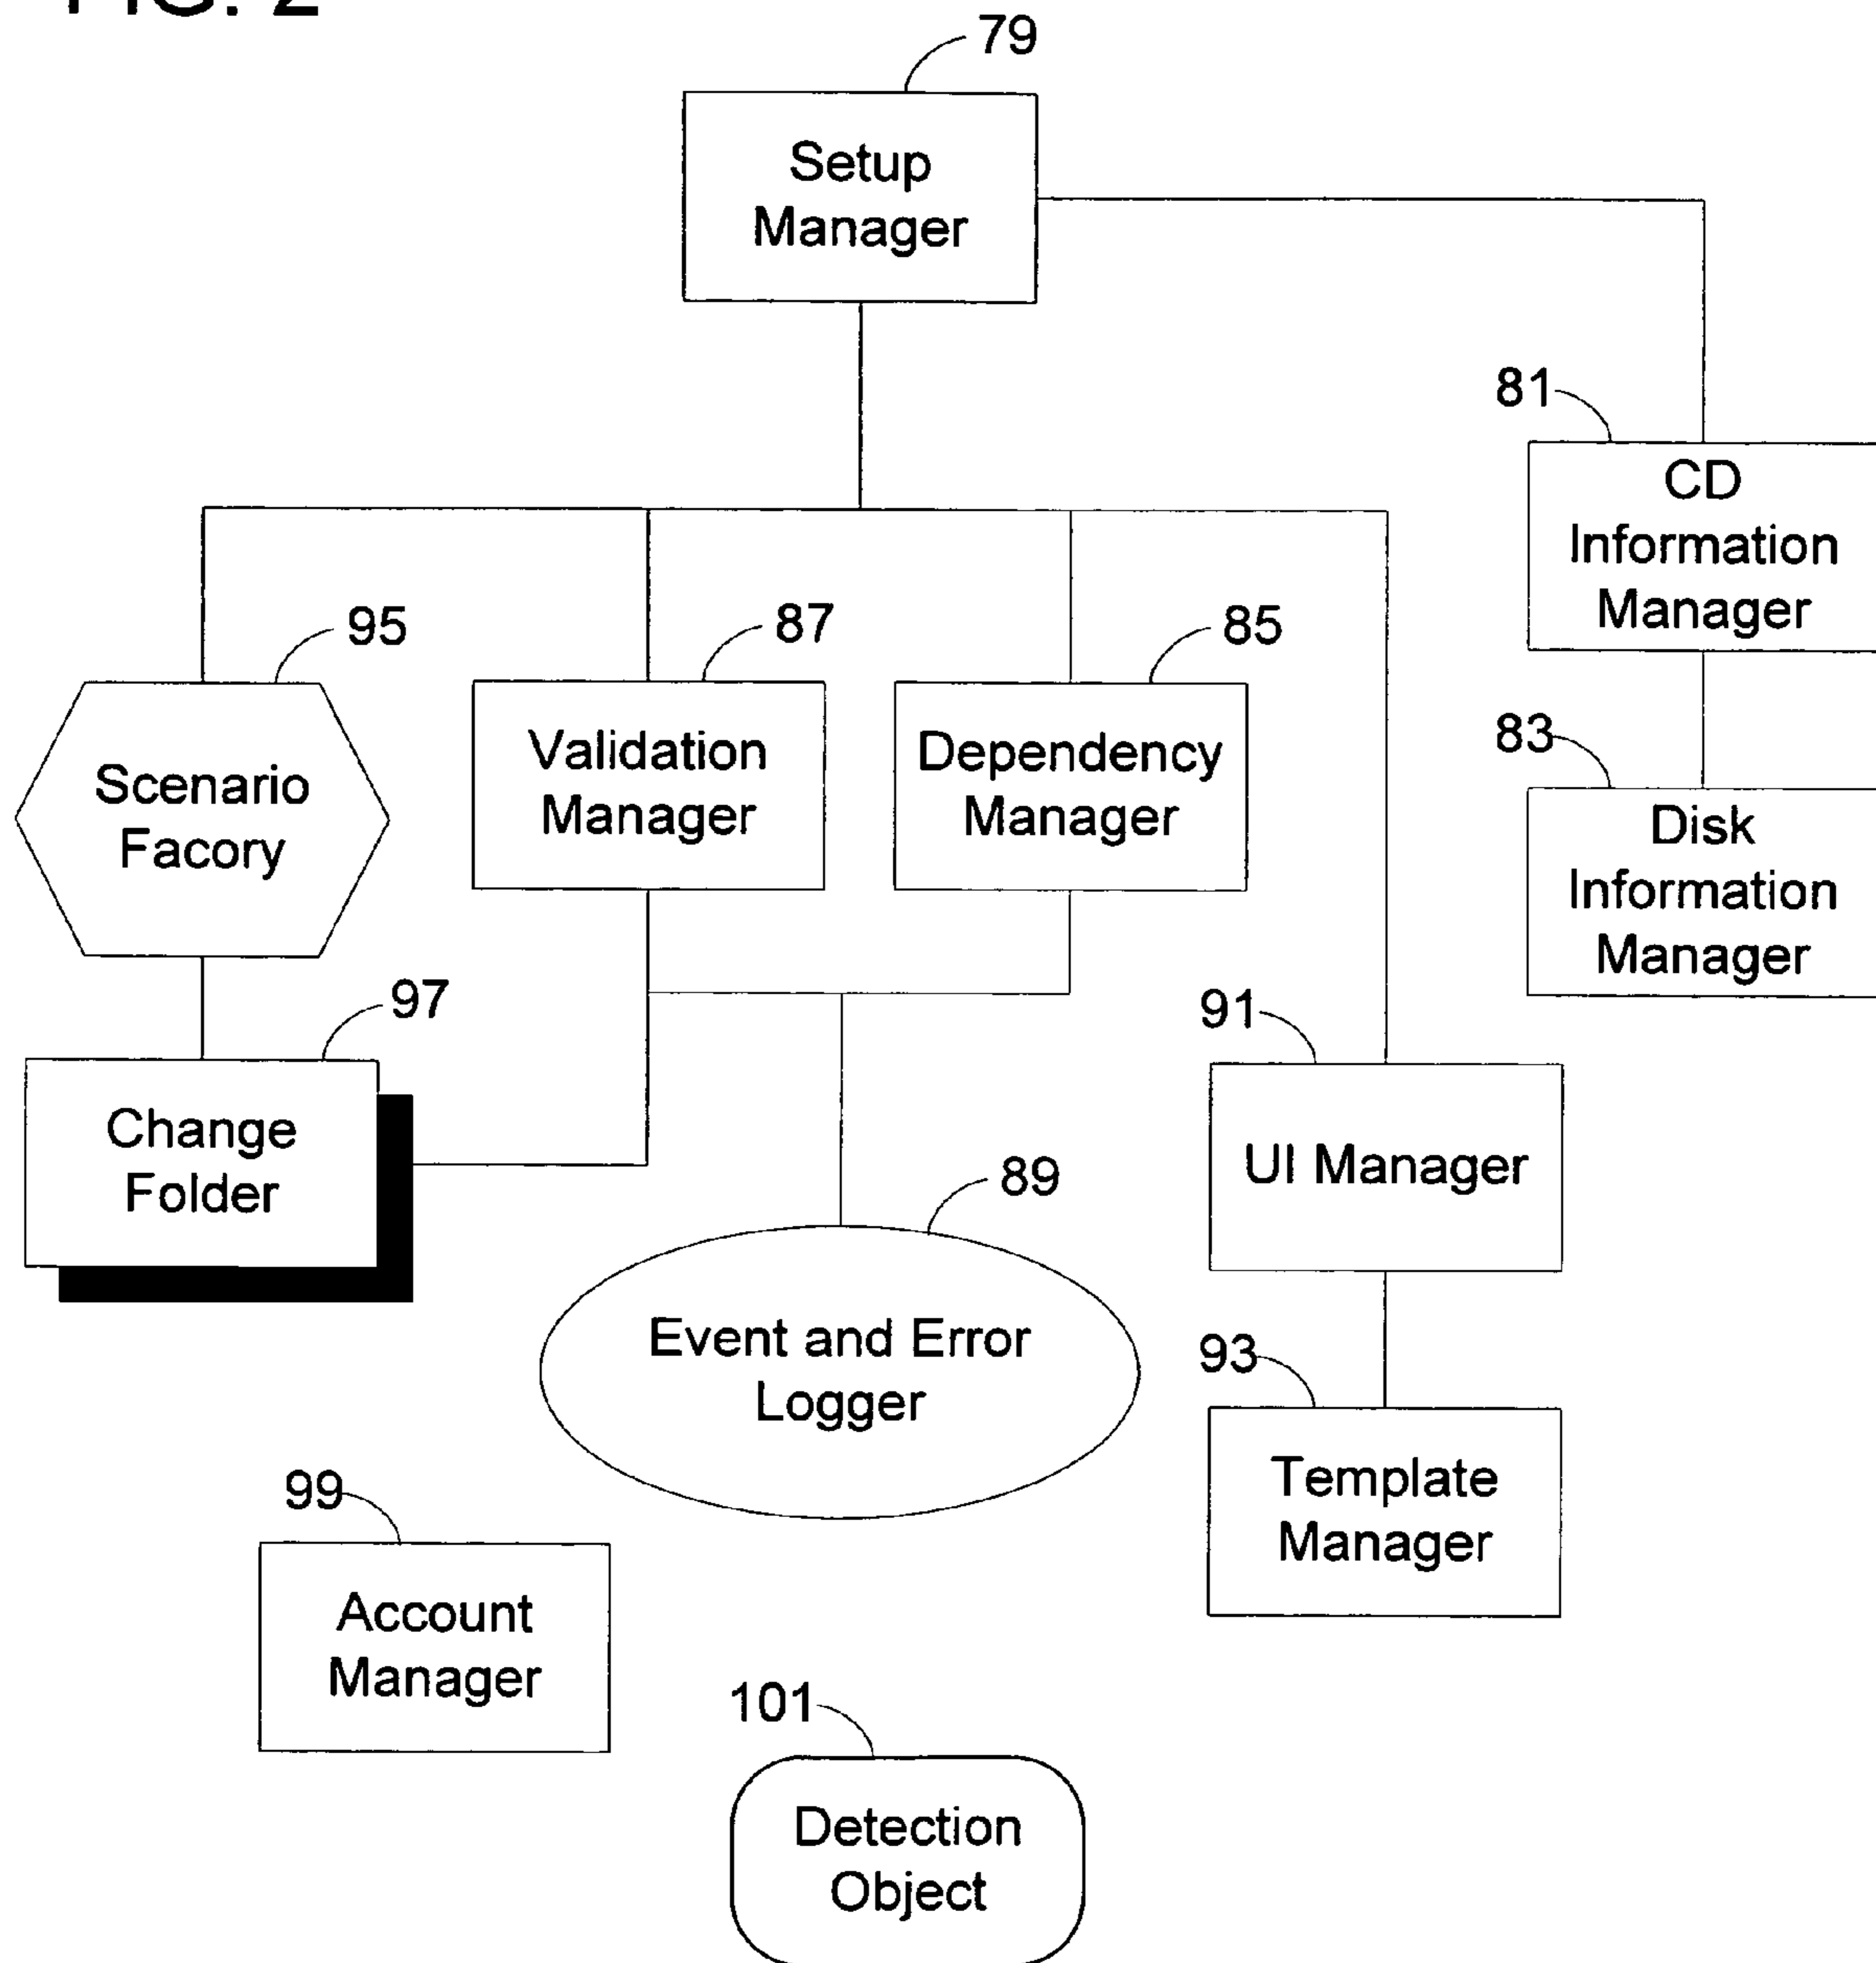 FIG. 2
79
Setup
Manager
81
CD
Information
Manager
95
87
85
Scenario
Facory
Validation
Manager
Dependency
Manager
83
Disk
Information
Manager
97
Change
Folder
91
UI Manager
89
Event and Error
Logger
93
Template
Manager
99
Account
Manager
101
Detection
Object